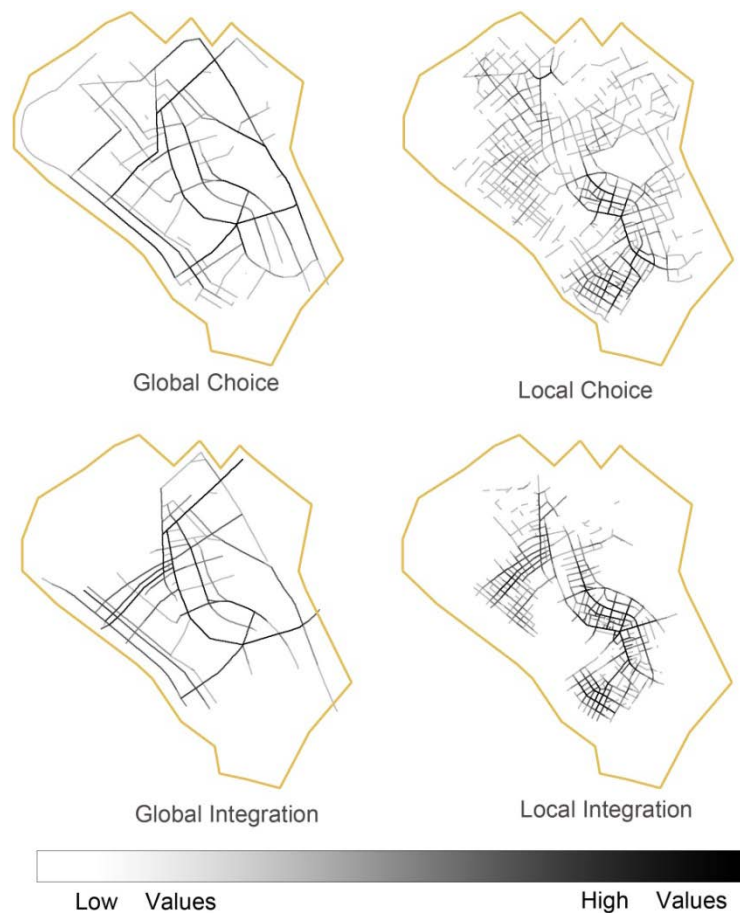 Global Choice
Local Choice
Global Integration
Local Integration
Low Values
High Values